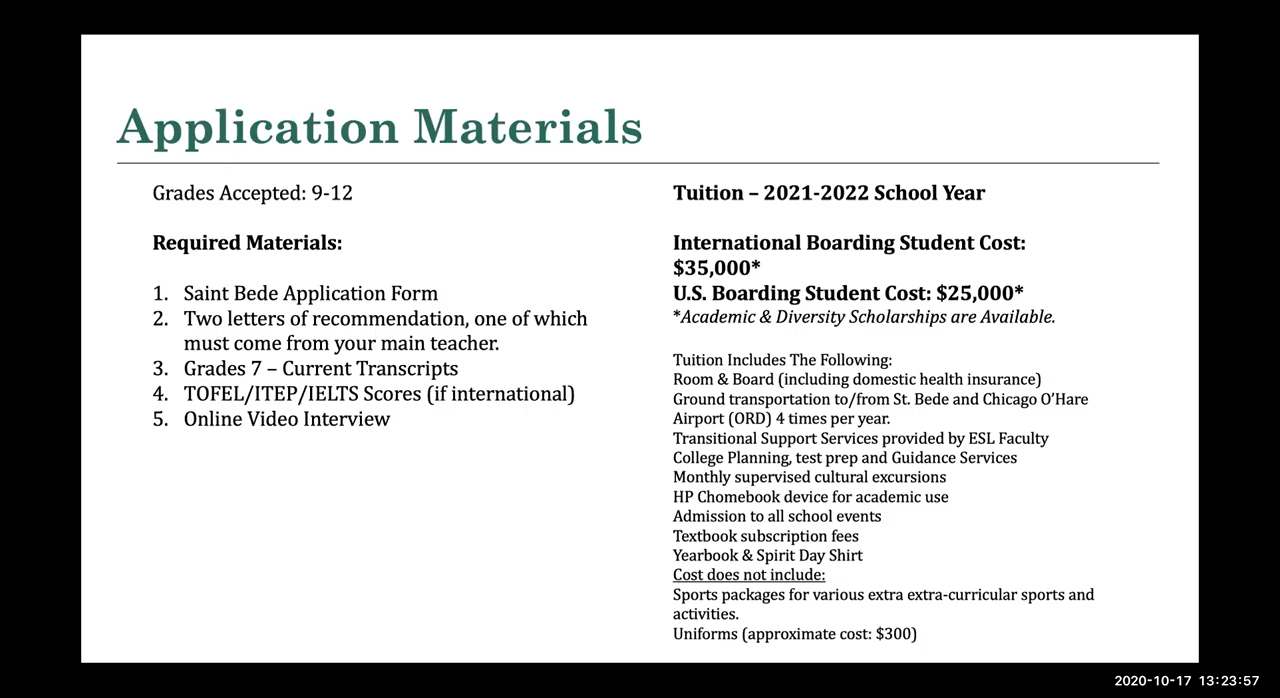 Application Materials
Grades Accepted: 9-12
Required Materials:
1. Saint Bede Application Form
2. Two letters of recommendation, one of which
must come from your main teacher.
3. Grades 7 – Current Transcripts
4. TOFEL/ITEP/IELTS Scores (if international)
5. Online Video Interview
Tuition – 2021-2022 School Year
International Boarding Student Cost:
$35,000*
U.S. Boarding Student Cost: $25,000*
*Academic & Diversity Scholarships are Available.
Tuition Includes The Following:
Room & Board (including domestic health insurance)
Ground transportation to/from St. Bede and Chicago O’Hare
Airport (ORD) 4 times per year.
Transitional Support Services provided by ESL Faculty
College Planning, test prep and Guidance Services
Monthly supervised cultural excursions
HP Chomebook device for academic use
Admission to all school events
Textbook subscription fees
Yearbook & Spirit Day Shirt
Cost does not include:
Sports packages for various extra extra-curricular sports and
activities.
Uniforms (approximate cost: $300)
2020-10-17 13:23:57